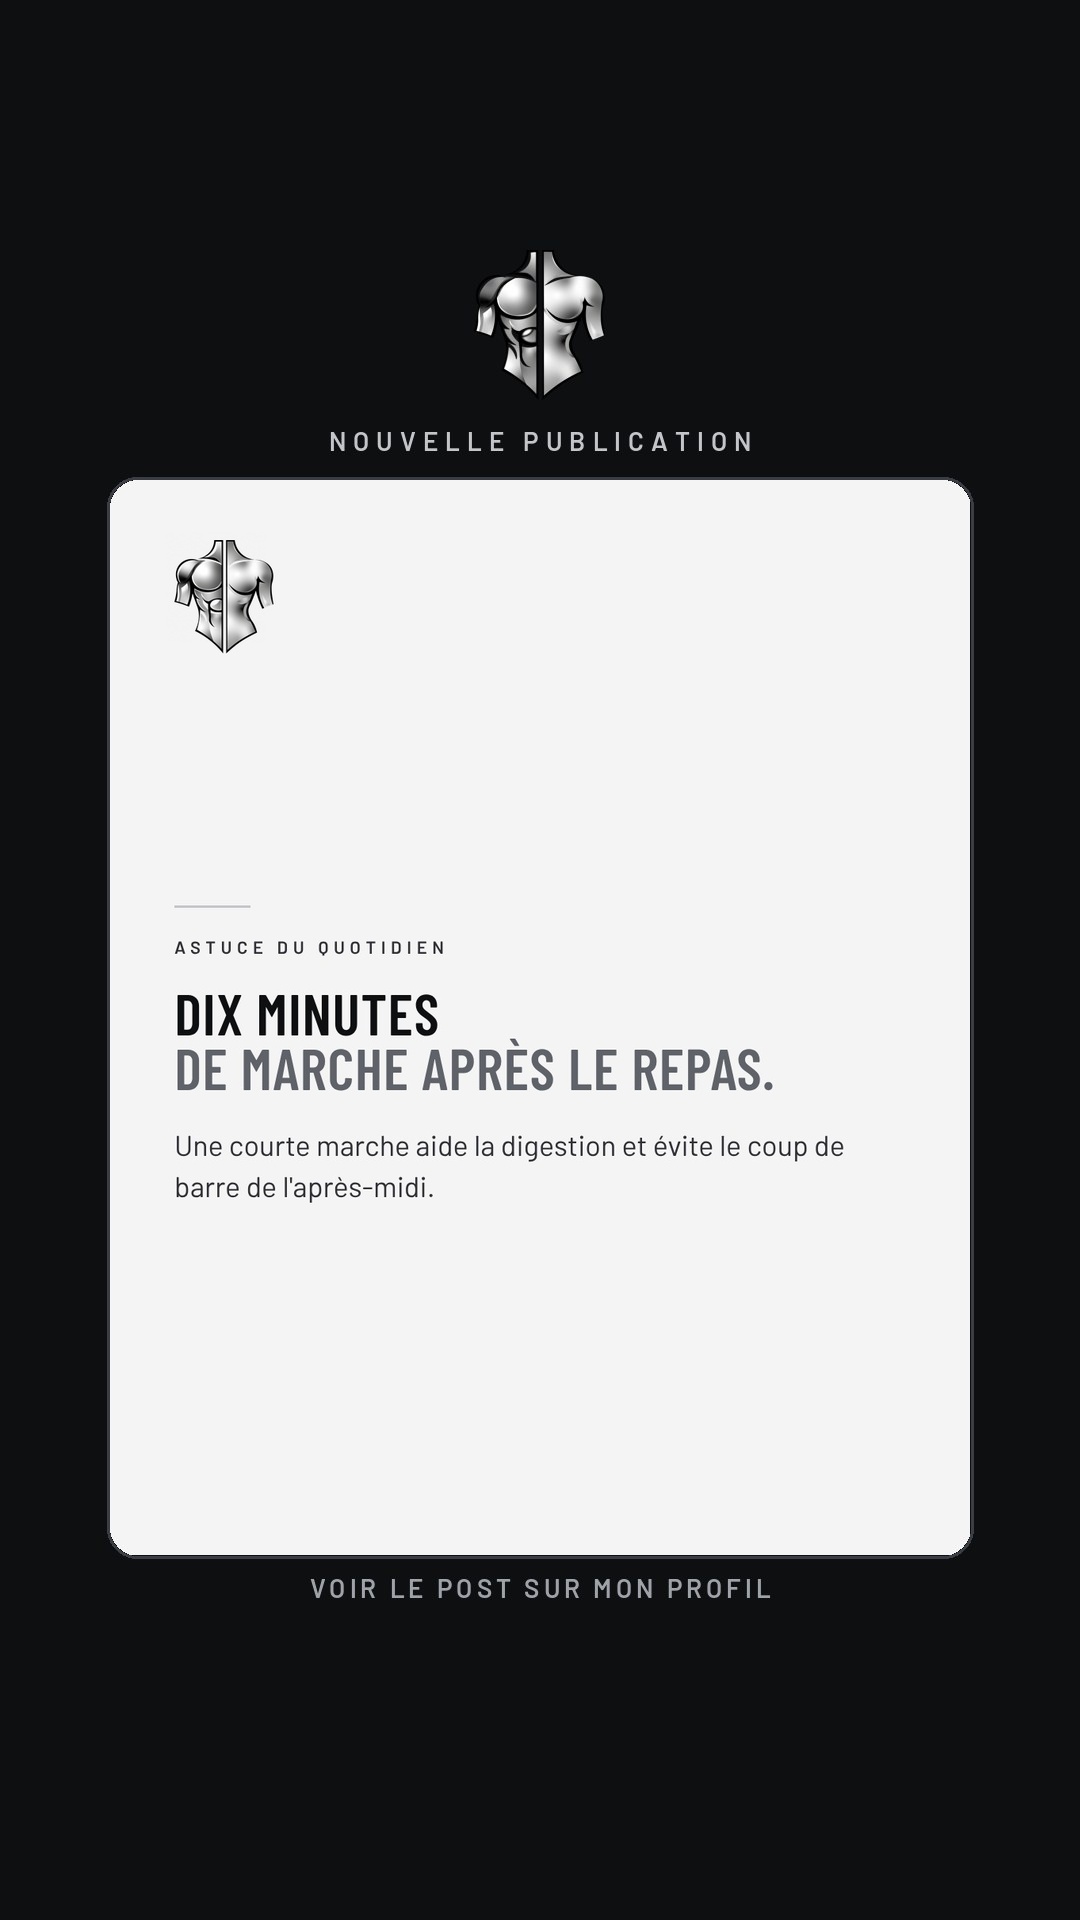 NOUVELLE PUBLICATION
ASTUCE DU QUOTIDIEN
DIX MINUTES
DE MARCHE APRÈS LE REPAS.
Une courte marche aide la digestion et évite le coup de
barre de l'après-midi.
VOIR LE POST SUR MON PROFIL